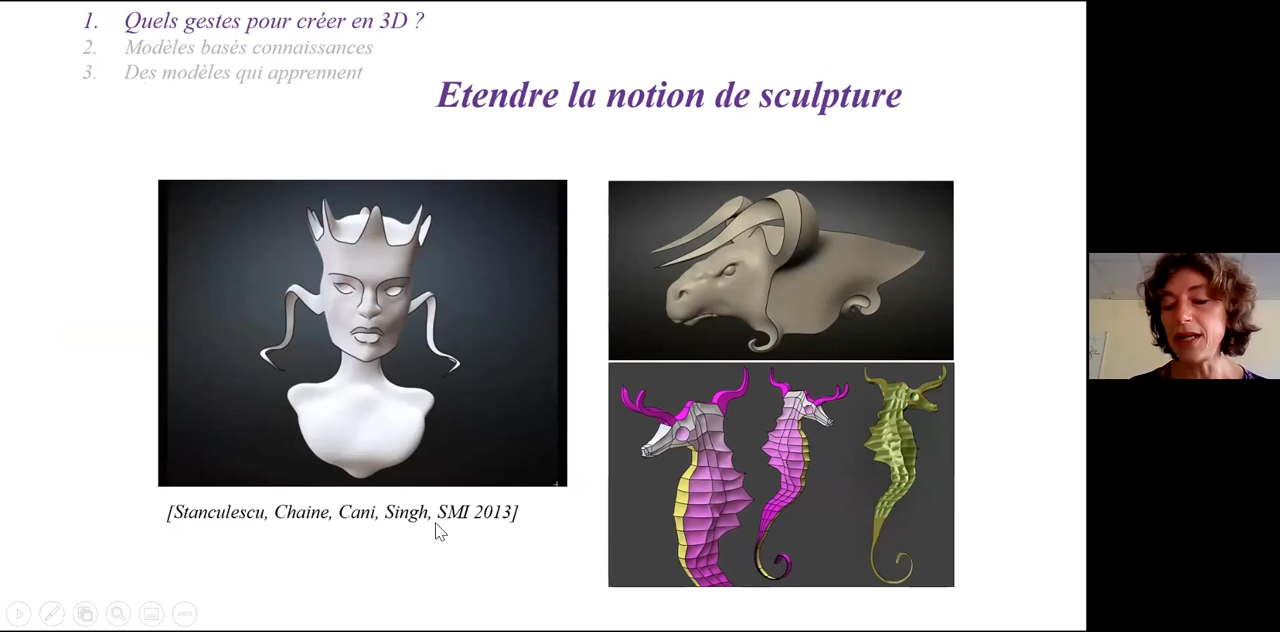 1. Quels gestes pour créer en 3D ?
2. Modèles basés connaissances
3. Des modèles qui apprennent
Etendre la notion de sculpture
[Stanculescu, Chaine, Cani, Singh, SMI 2013]